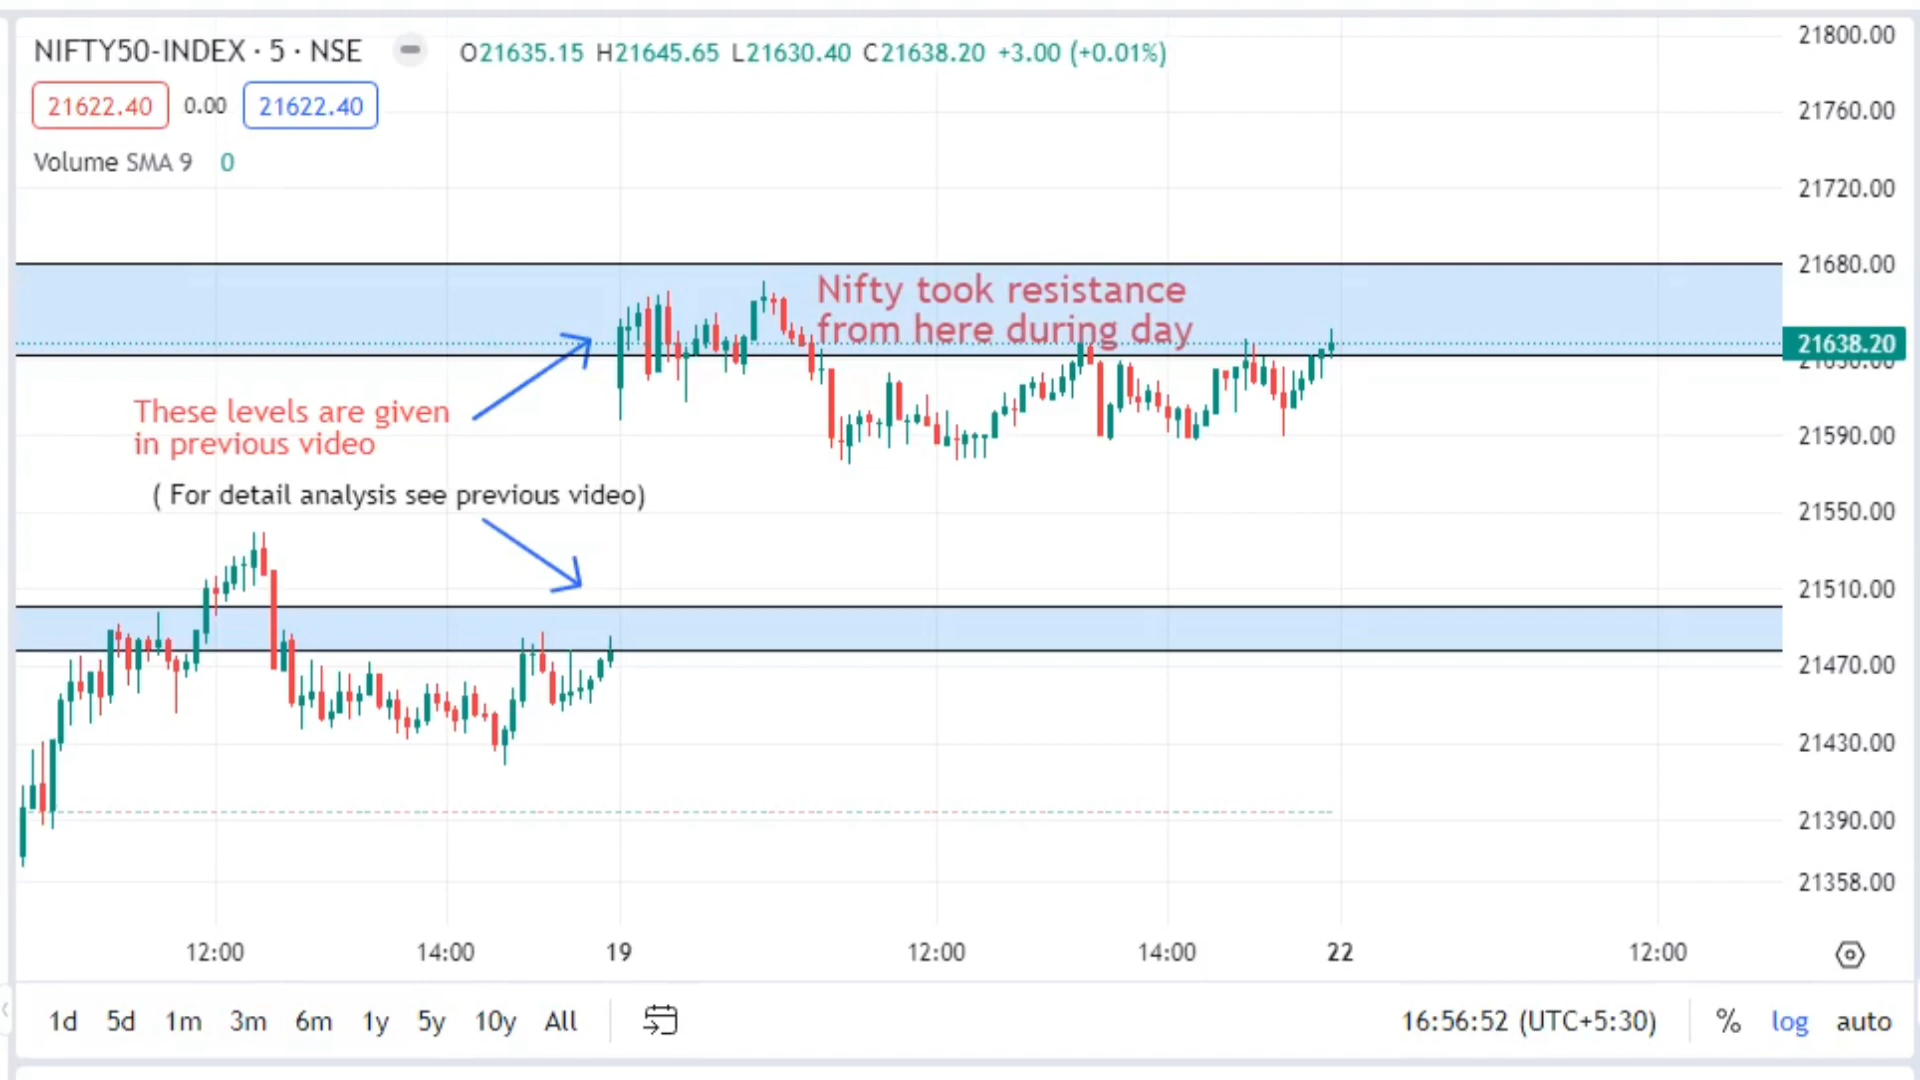 NIFTY50-INDEX · 5 · NSE O21635.15 H21645.65 L21630.40 C21638.20 +3.00 (+0.01%)
21622.40 0.00 21622.40
Volume SMA 9 0
21800.00
21760.00
21720.00
21680.00
Nifty took resistance
from here during day
21638.20
These levels are given
in previous video
21590.00
( For detail analysis see previous video)
21550.00
21510.00
21470.00
21430.00
21390.00
21358.00
12:00 14:00 19 12:00 14:00 22 12:00
1d 5d 1m 3m 6m 1y 5y 10y All 16:56:52 (UTC+5:30) % log auto